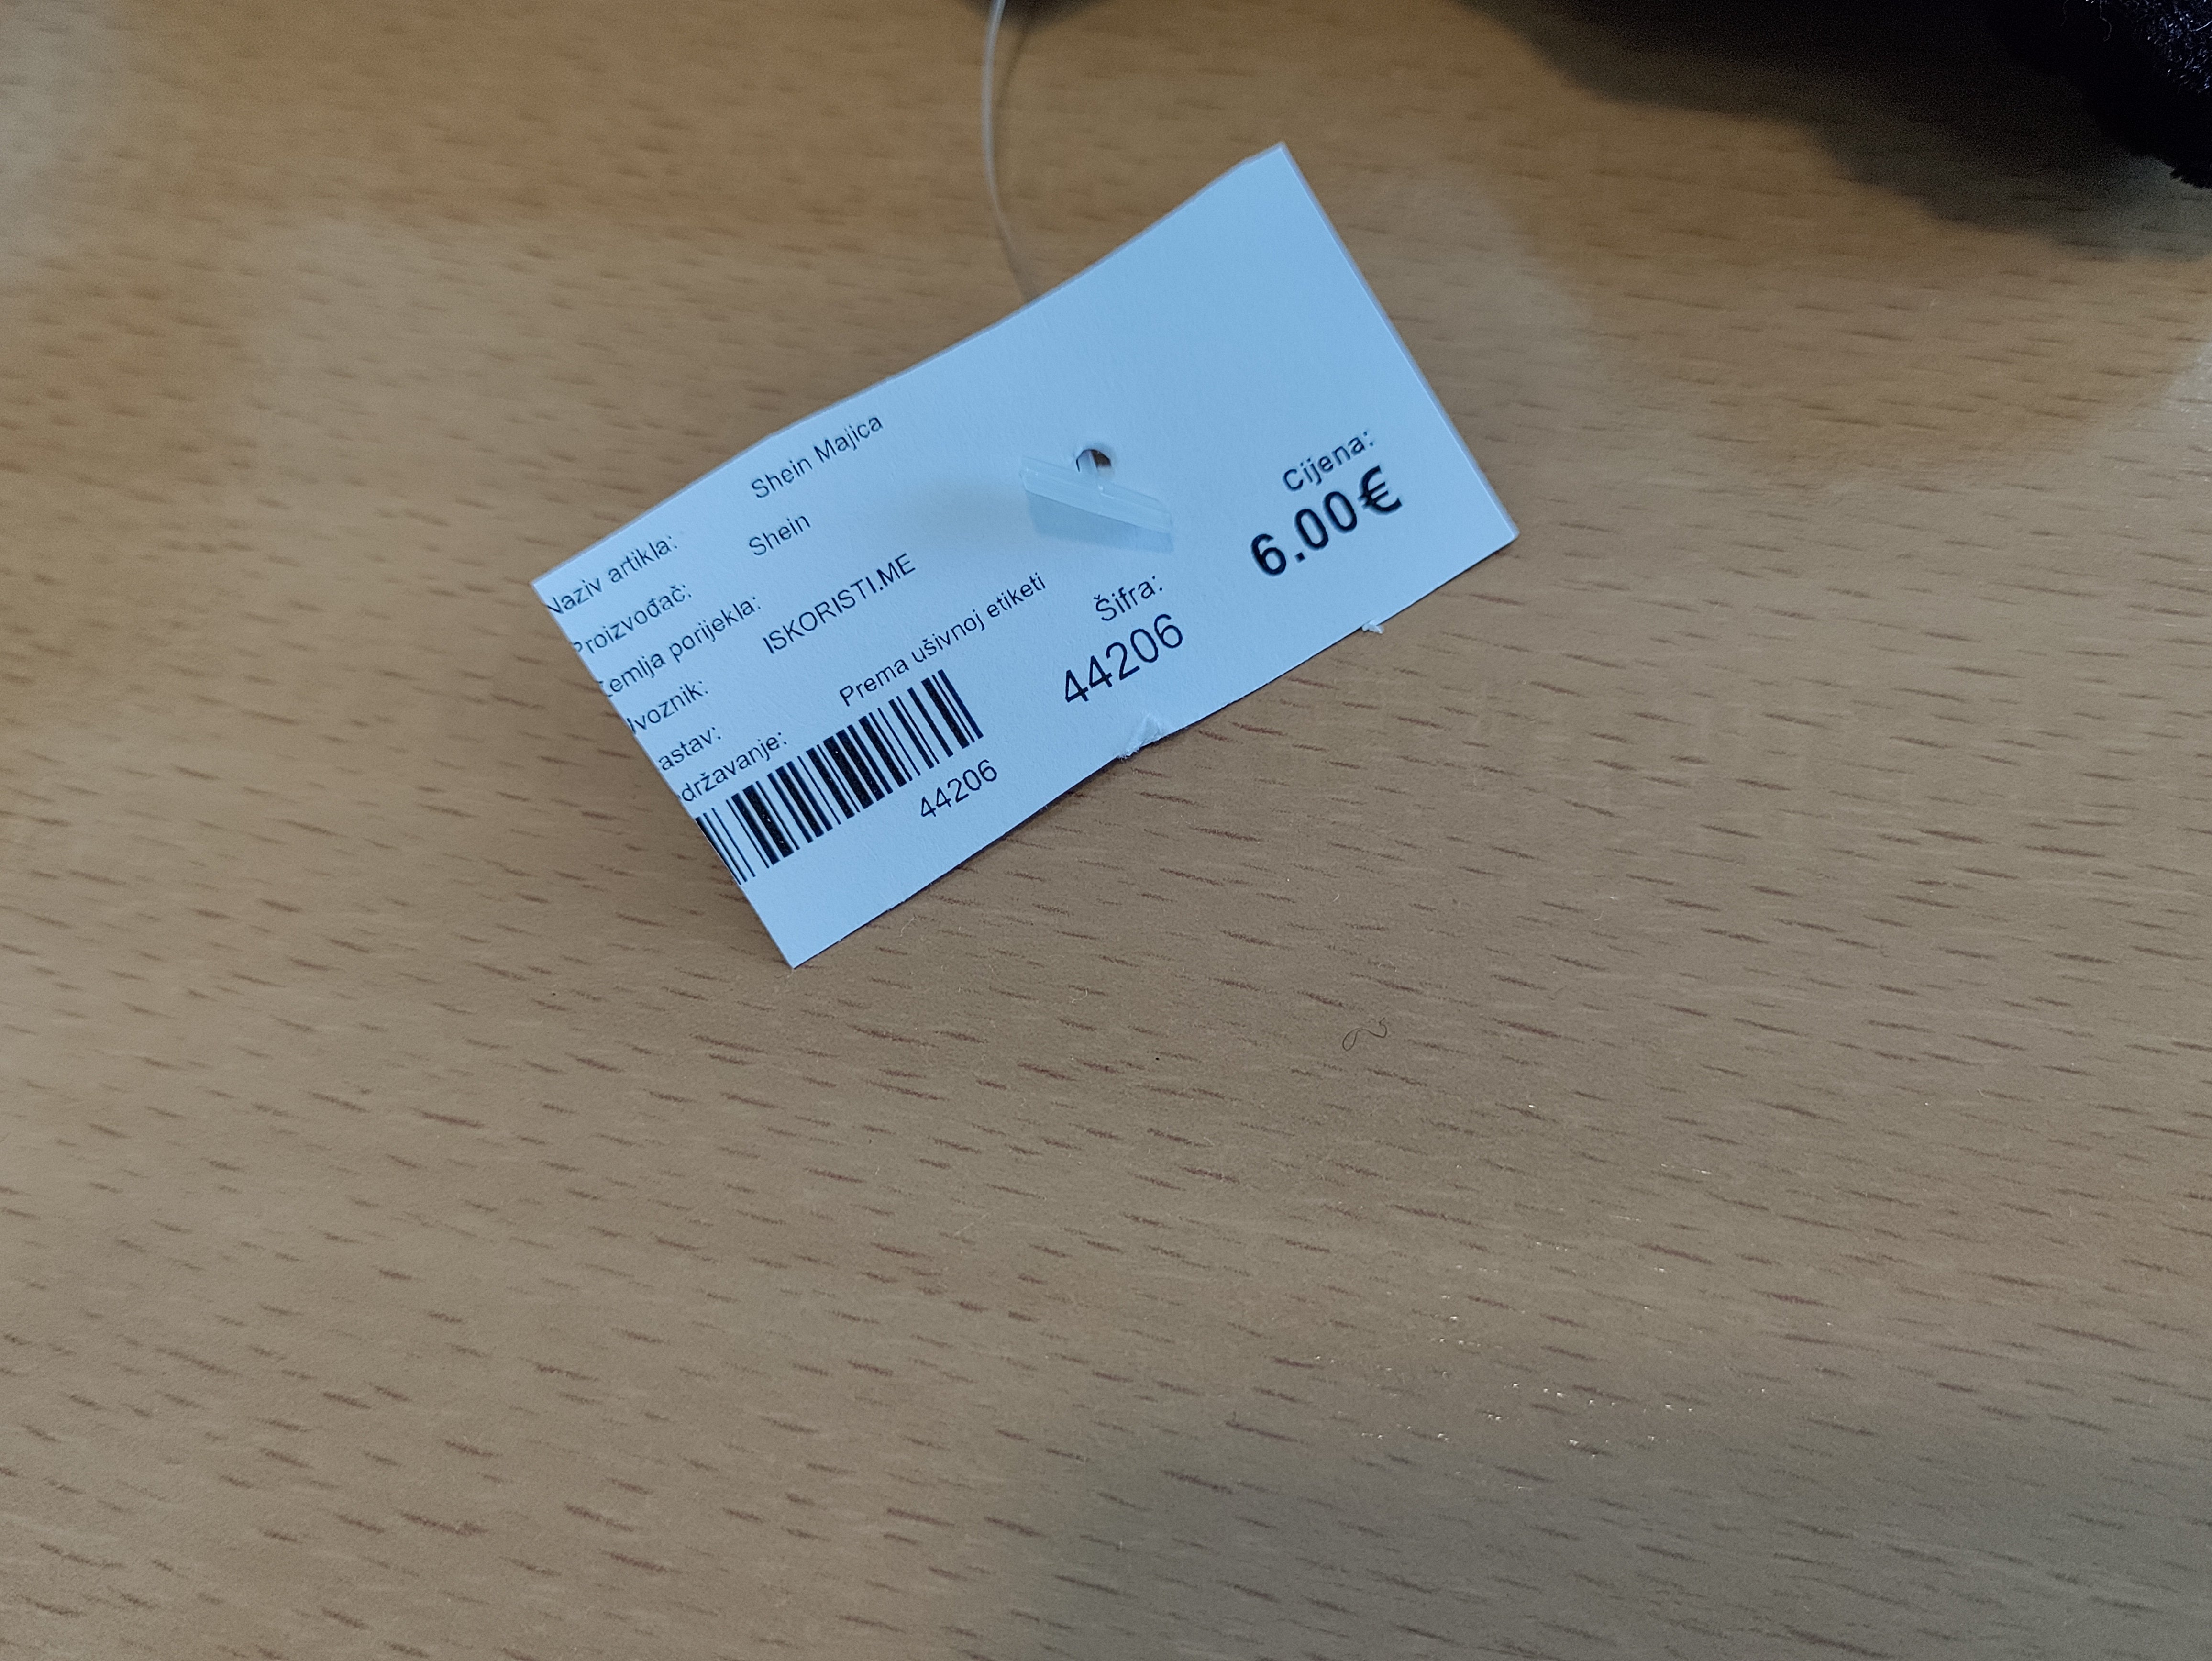 Naziv artikla: Shein Majica
Proizvođač: Shein
Zemlja porijekla:
Uvoznik: ISKORISTI.ME
astav:
državanje: Prema ušivnoj etiketi
44206
Šifra:
44206
Cijena:
6.00€